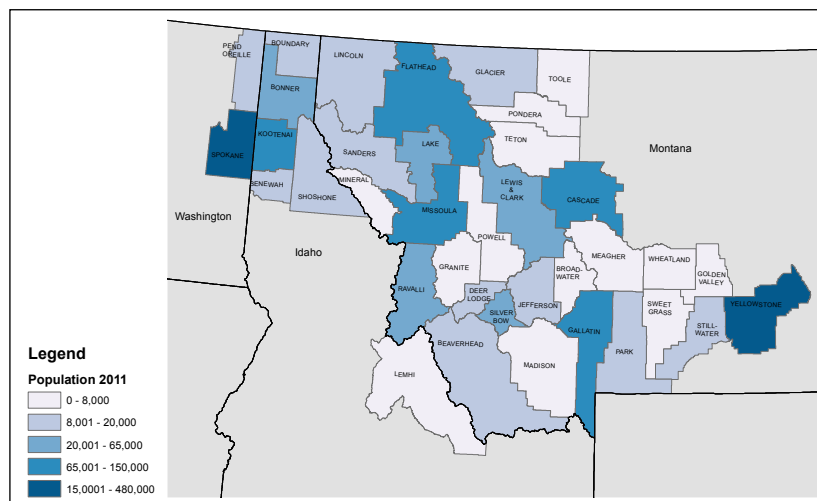 PEND
OREILLE
BOUNDARY
LINCOLN
FLATHEAD
GLACIER
TOOLE
BONNER
PONDERA
TETON
KOOTENAI
LAKE
SPOKANE
SANDERS
Montana
MINERAL
LEWIS
&
CLARK
BENEWAH
SHOSHONE
CASCADE
MISSOULA
Washington
POWELL
Idaho
MEAGHER
WHEATLAND
GRANITE
BROAD-
WATER
GOLDEN
VALLEY
RAVALLI
DEER
LODGE
JEFFERSON
SILVER
BOW
SWEET
GRASS
YELLOWSTONE
GALLATIN
STILL-
WATER
BEAVERHEAD
PARK
MADISON
LEMHI
Legend
Population 2011
0 - 8,000
8,001 - 20,000
20,001 - 65,000
65,001 - 150,000
15,0001 - 480,000